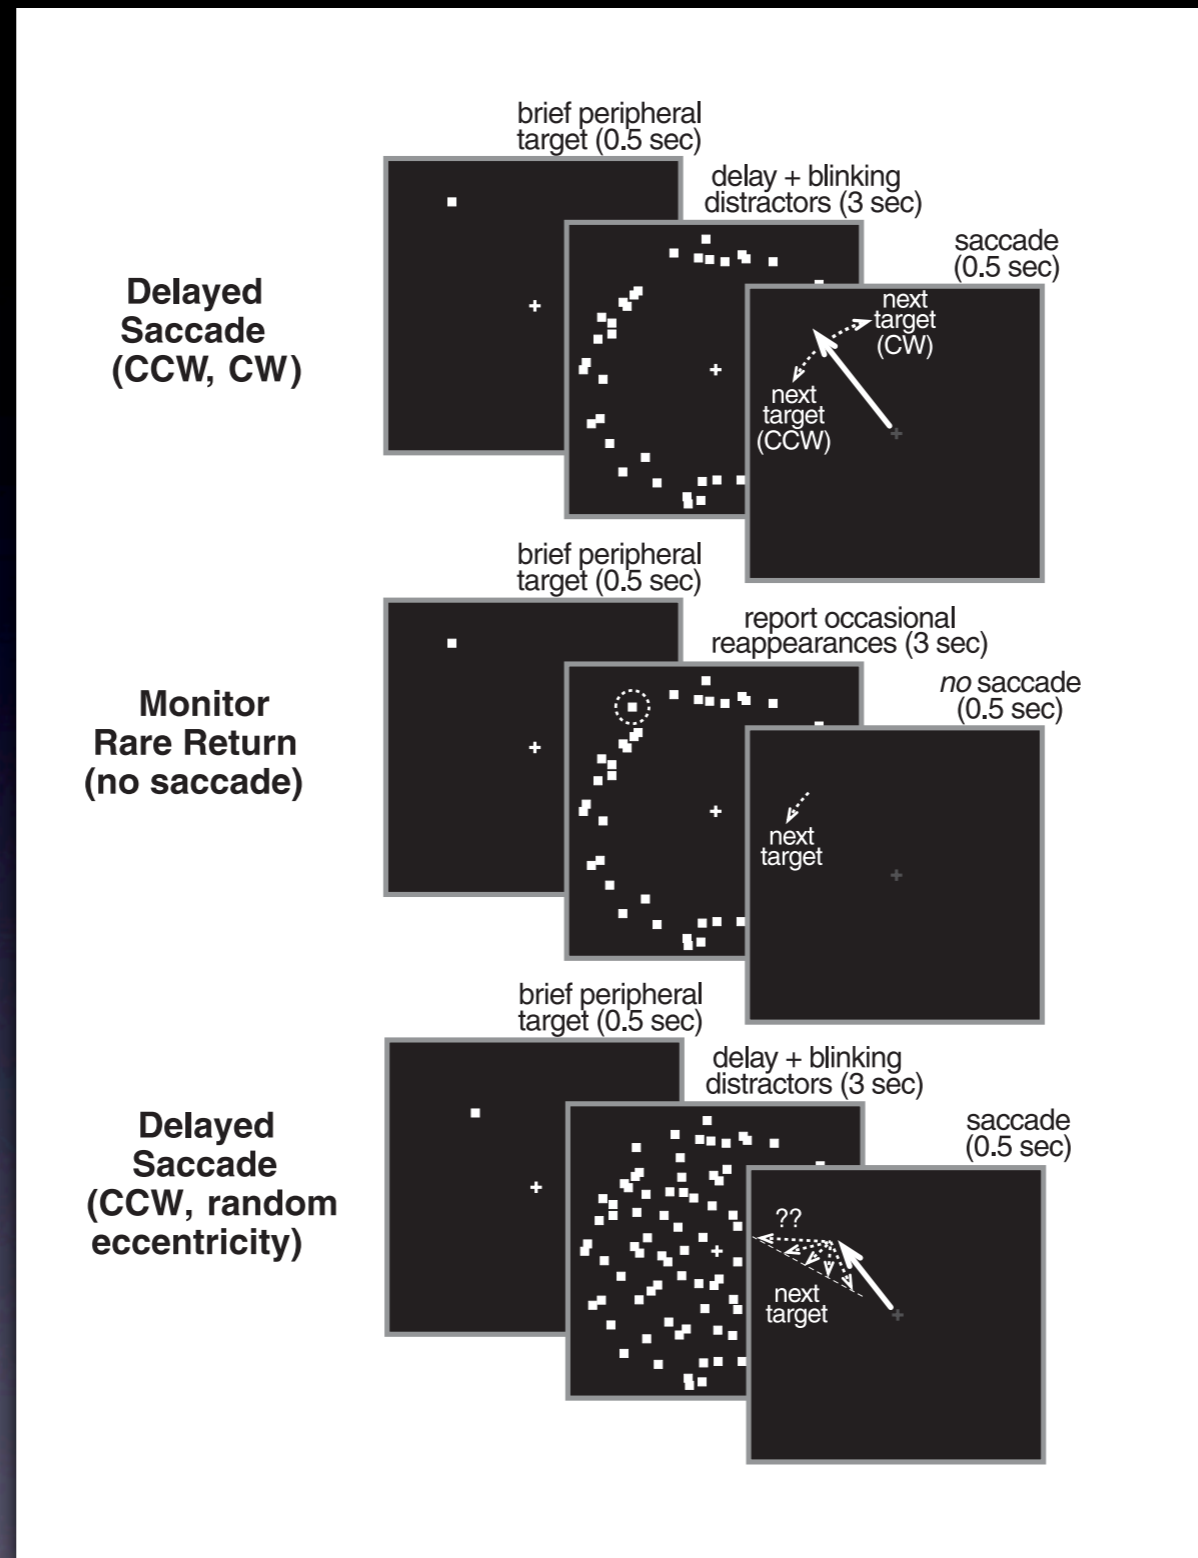 brief peripheral
target (0.5 sec)
delay + blinking
distractors (3 sec)
saccade
(0.5 sec)
Delayed
Saccade
(CCW, CW)
next
target
(CW)
next
target
(CCW)
brief peripheral
target (0.5 sec)
report occasional
reappearances (3 sec)
no saccade
(0.5 sec)
Monitor
Rare Return
(no saccade)
next
target
brief peripheral
target (0.5 sec)
delay + blinking
distractors (3 sec)
saccade
(0.5 sec)
Delayed
Saccade
(CCW, random
eccentricity)
??
next
target